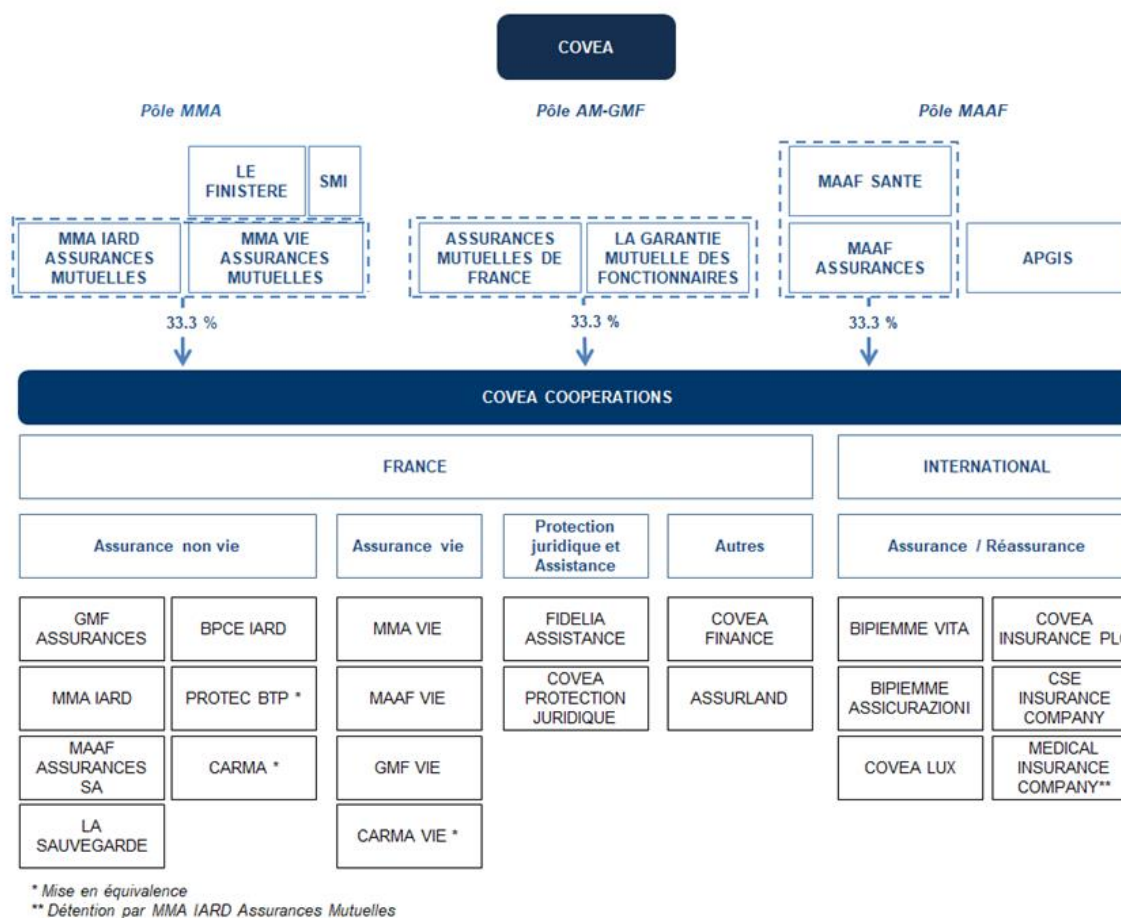 COVEA
Pôle MMA
Pôle AM-GMF
Pôle MAAF
LE
FINISTERE
SMI
MAAF SANTE
MMA IARD
ASSURANCES
MUTUELLES
MMA VIE
ASSURANCES
MUTUELLES
ASSURANCES
MUTUELLES DE
FRANCE
LA GARANTIE
MUTUELLE DES
FONCTIONNAIRES
MAAF
ASSURANCES
APGIS
33.3 %
33.3 %
33.3 %
COVEA COOPERATIONS
FRANCE
INTERNATIONAL
Assurance non vie
Assurance vie
Protection
juridique et
Assistance
Autres
Assurance / Réassurance
GMF
ASSURANCES
BPCE IARD
MMA VIE
FIDELIA
ASSISTANCE
COVEA
FINANCE
BIPIEMME VITA
COVEA
INSURANCE PLC
MMA IARD
PROTEC BTP *
MAAF VIE
COVEA
PROTECTION
JURIDIQUE
ASSURLAND
BIPIEMME
ASSICURAZIONI
CSE
INSURANCE
COMPANY
MAAF
ASSURANCES
SA
CARMA *
GMF VIE
COVEA LUX
MEDICAL
INSURANCE
COMPANY**
LA
SAUVEGARDE
CARMA VIE *
* Mise en équivalence
** Détention par MMA IARD Assurances Mutuelles